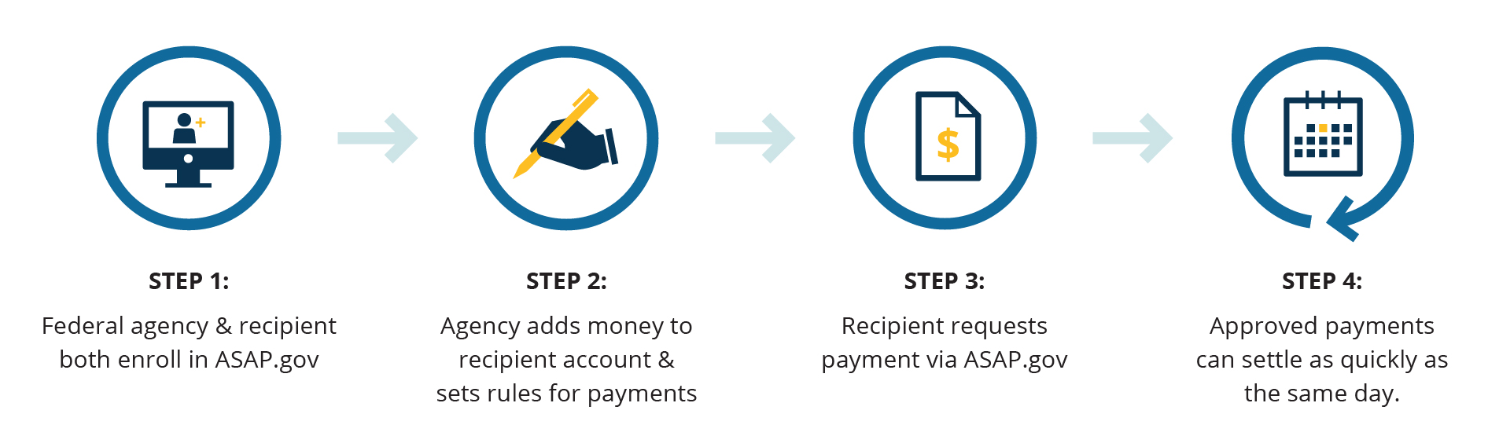 STEP 1:
Federal agency & recipient
both enroll in ASAP.gov
STEP 2:
Agency adds money to
recipient account &
sets rules for payments
STEP 3:
Recipient requests
payment via ASAP.gov
STEP 4:
Approved payments
can settle as quickly as
the same day.